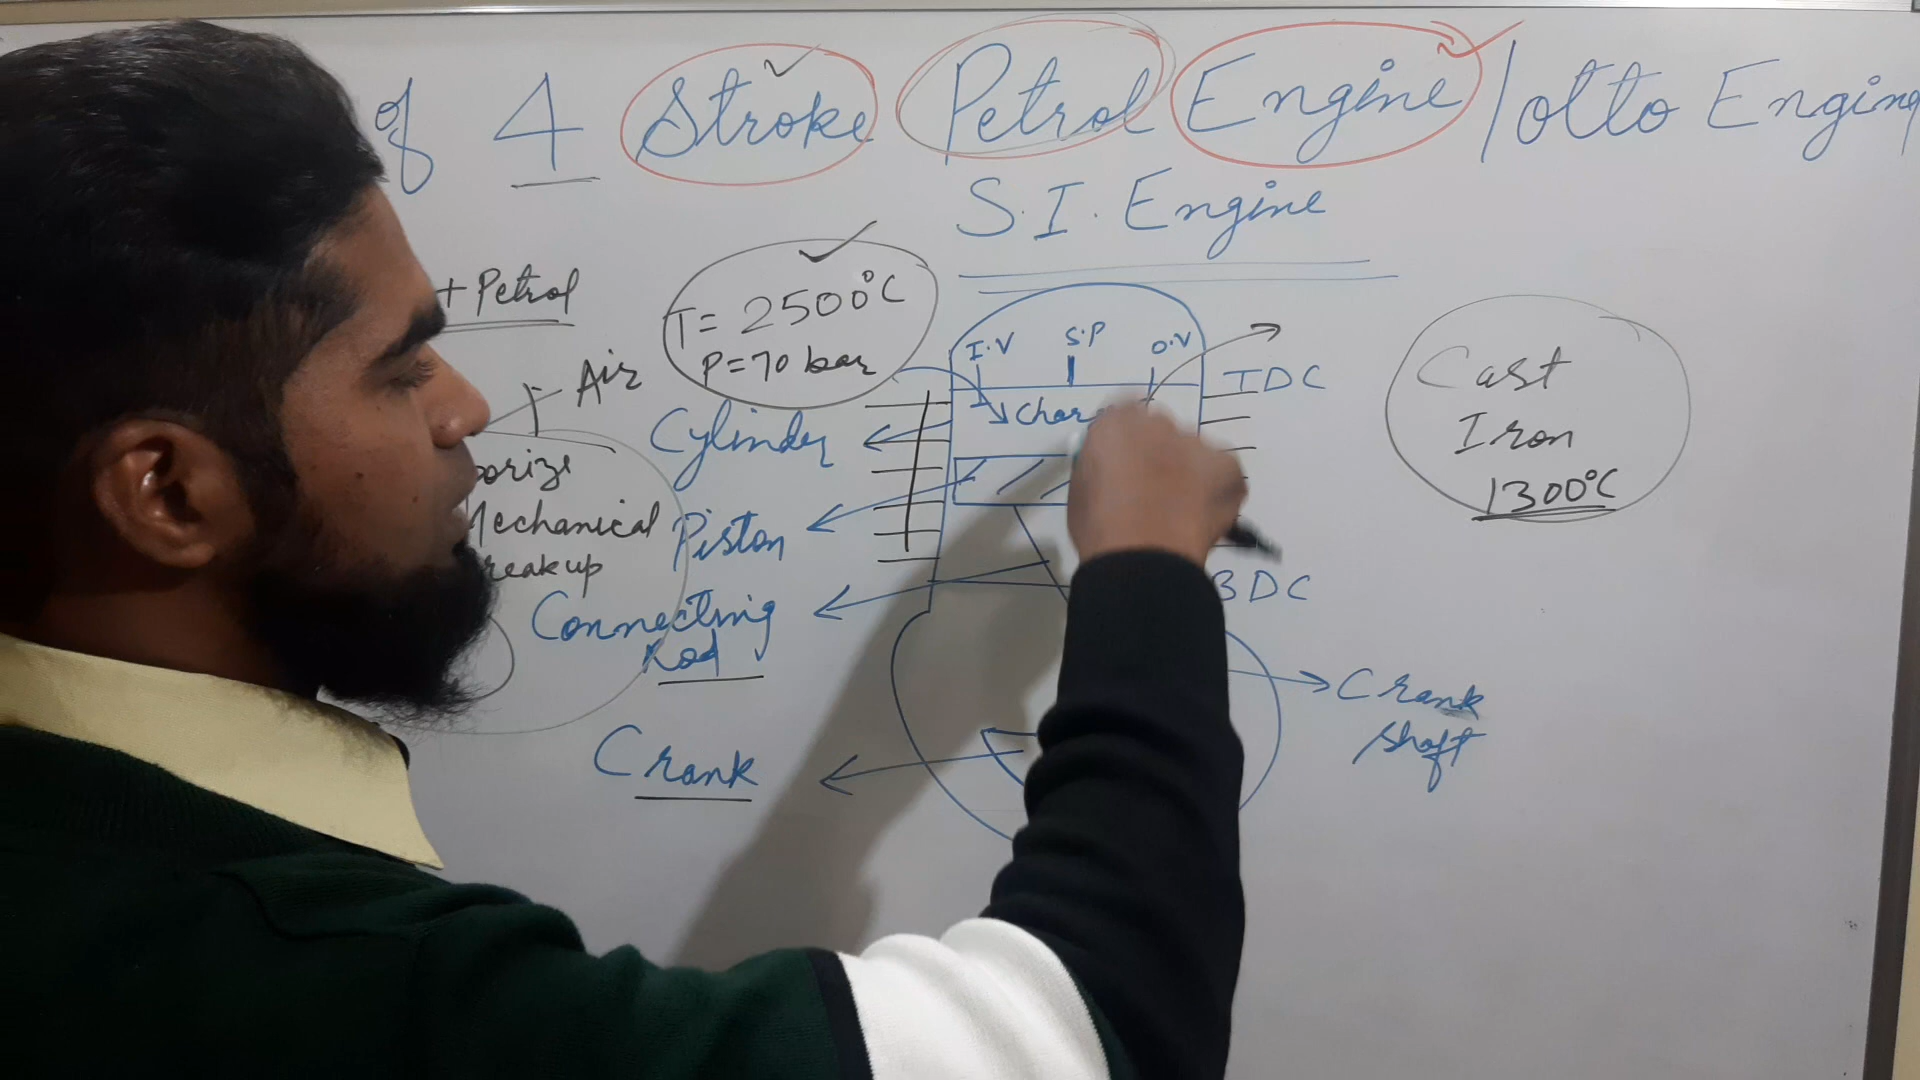 of 4 Stroke Petrol Engine / otto Engine
S.I. Engine
+ Petrol
T = 2500°C
P = 70 bar
Air
I.V S.P O.V
IDC
Cast
Iron
1300°C
Cylinder
Piston
Mechanical
Connecting
Rod
BDC
Crank
Crank
shaft